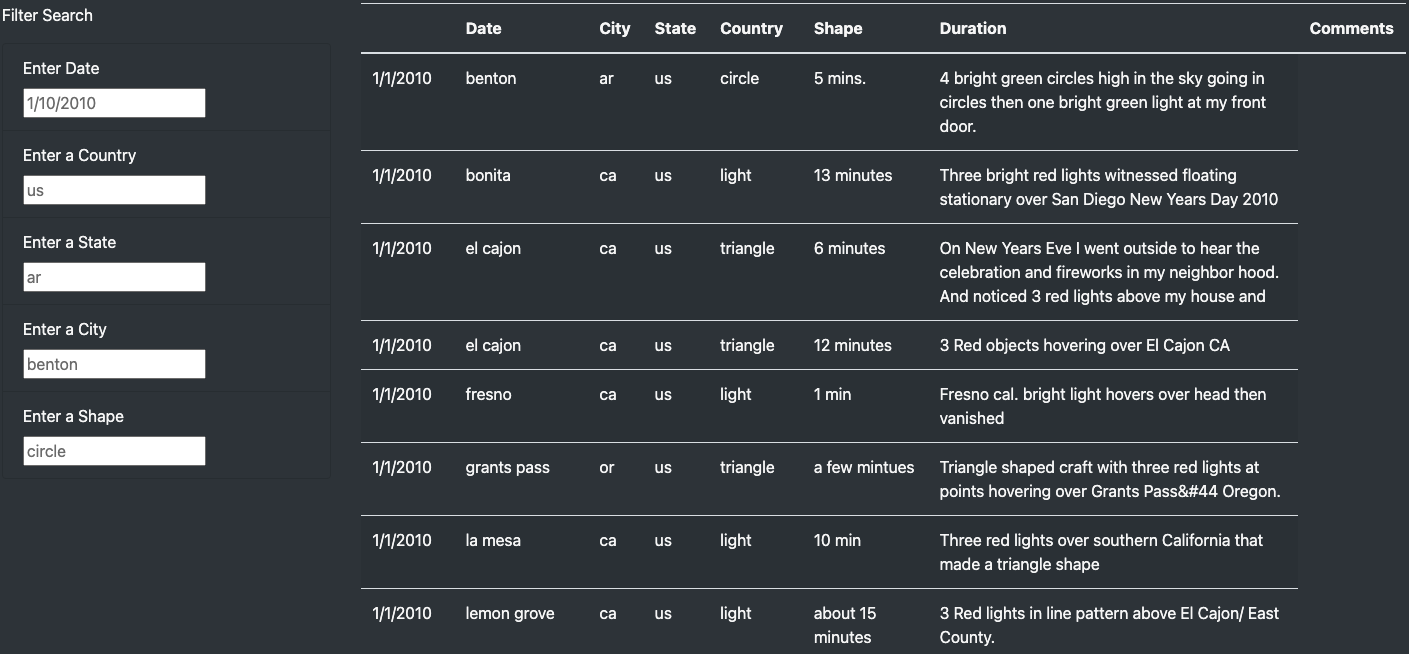 Filter Search
Enter Date
1/10/2010
Enter a Country
us
Enter a State
ar
Enter a City
benton
Enter a Shape
circle
Date City State Country Shape Duration Comments
1/1/2010 benton ar us circle 5 mins. 4 bright green circles high in the sky going in
circles then one bright green light at my front
door.
1/1/2010 bonita ca us light 13 minutes Three bright red lights witnessed floating
stationary over San Diego New Years Day 2010
1/1/2010 el cajon ca us triangle 6 minutes On New Years Eve I went outside to hear the
celebration and fireworks in my neighbor hood.
And noticed 3 red lights above my house and
1/1/2010 el cajon ca us triangle 12 minutes 3 Red objects hovering over El Cajon CA
1/1/2010 fresno ca us light 1 min Fresno cal. bright light hovers over head then
vanished
1/1/2010 grants pass or us triangle a few mintues Triangle shaped craft with three red lights at
points hovering over Grants Pass&#44 Oregon.
1/1/2010 la mesa ca us light 10 min Three red lights over southern California that
made a triangle shape
1/1/2010 lemon grove ca us light about 15 3 Red lights in line pattern above El Cajon/ East
minutes County.